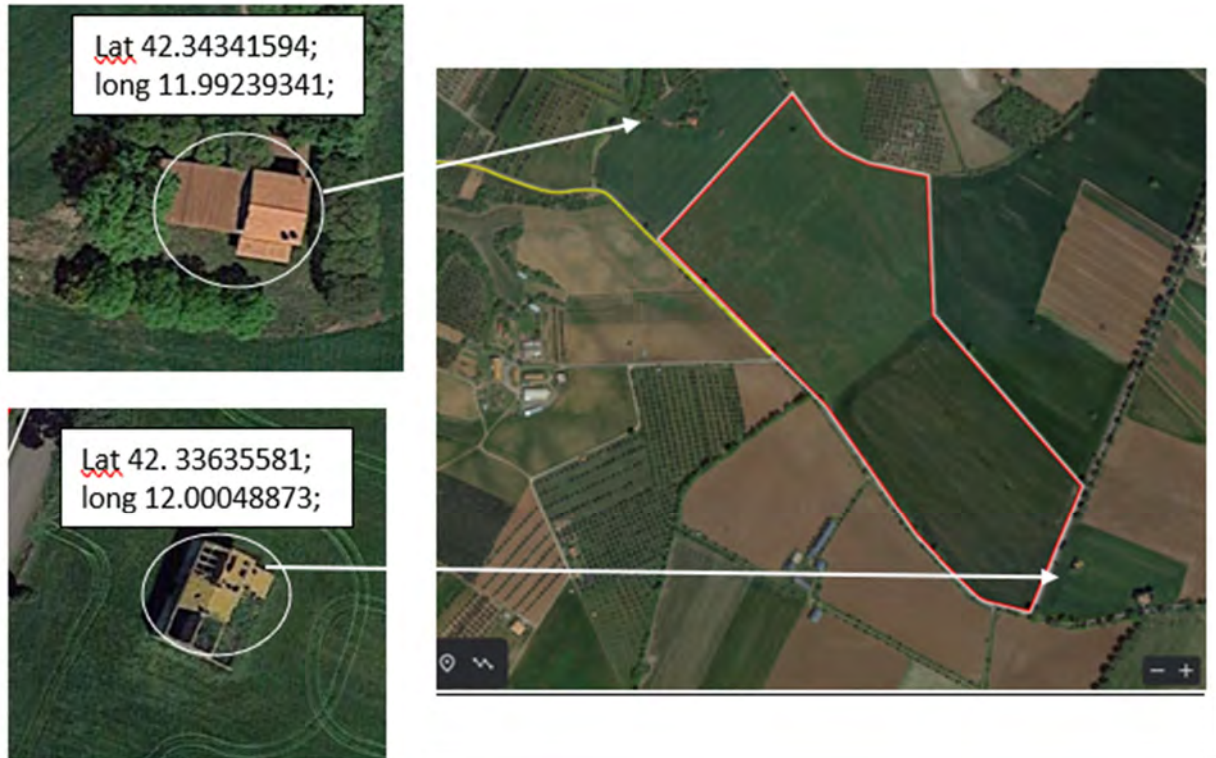 Lat 42.34341594;
long 11.99239341;
Lat 42. 33635581;
long 12.00048873;